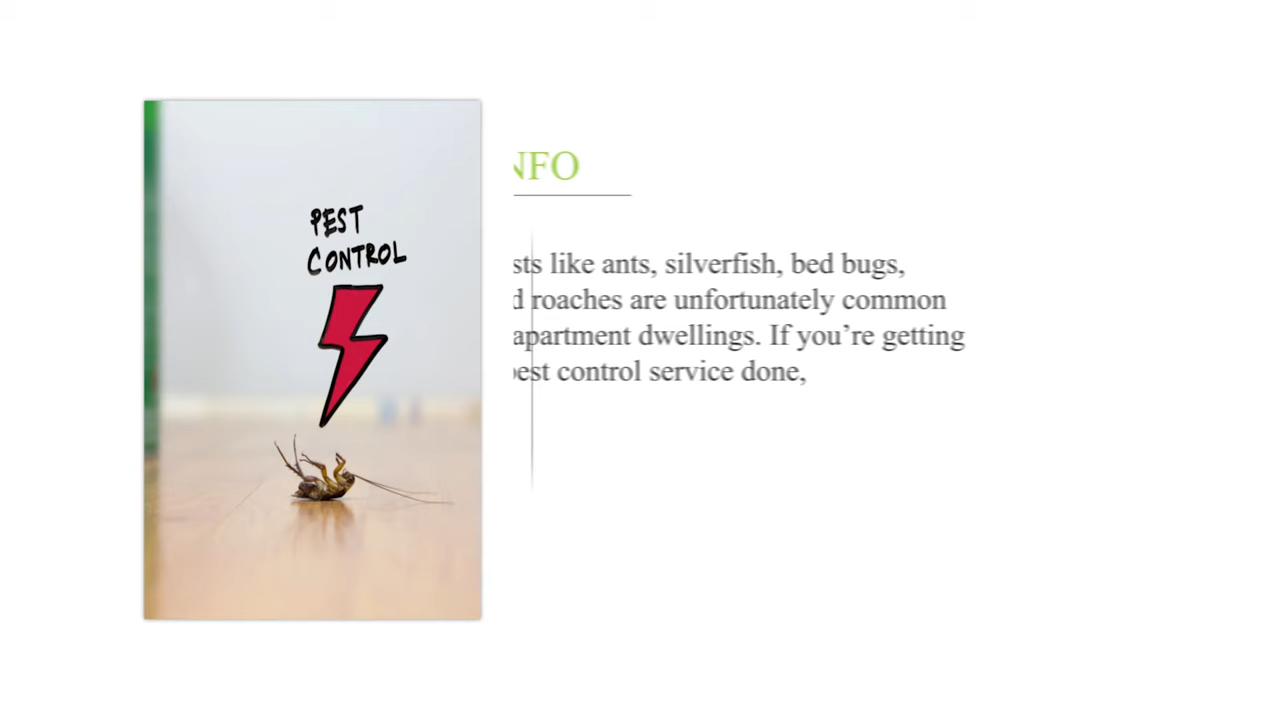 PEST
CONTROL
NFO
sts like ants, silverfish, bed bugs,
d roaches are unfortunately common
apartment dwellings. If you’re getting
pest control service done,